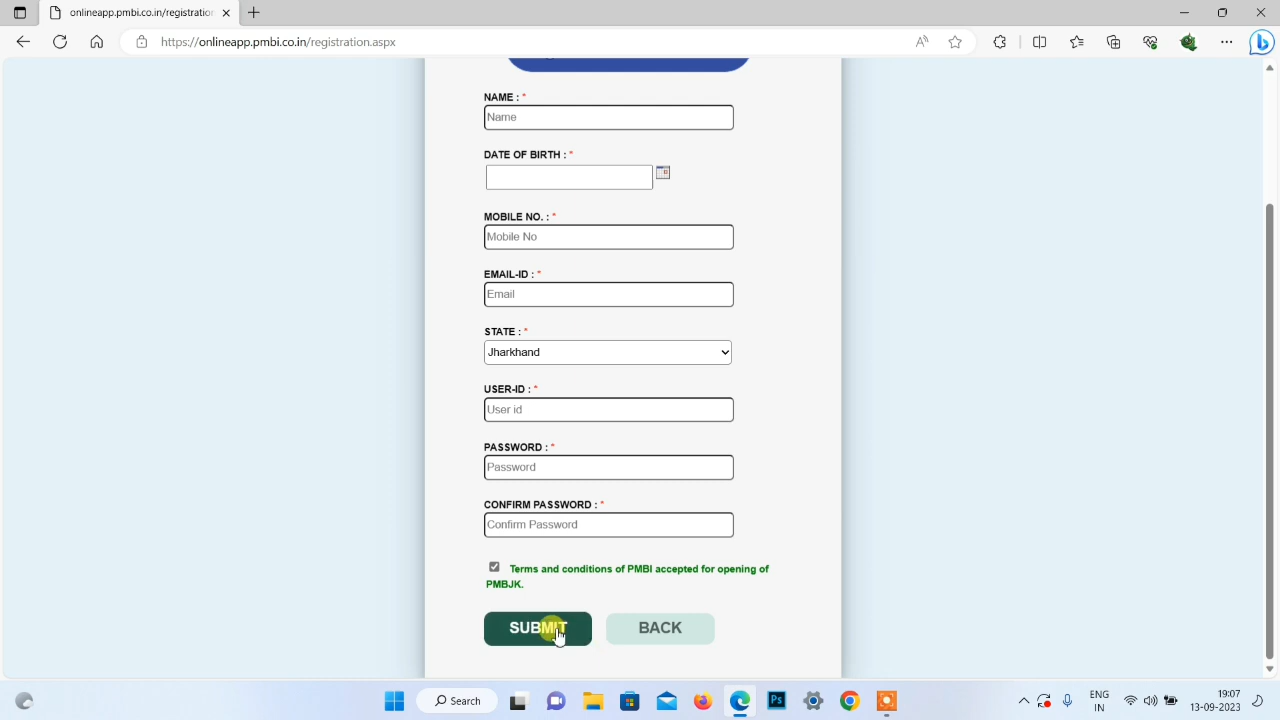 onlineapp.pmbi.co.in/registration
https://onlineapp.pmbi.co.in/registration.aspx
NAME : *
Name
DATE OF BIRTH : *
MOBILE NO. : *
Mobile No
EMAIL-ID : *
Email
STATE : *
Jharkhand
USER-ID : *
User id
PASSWORD : *
Password
CONFIRM PASSWORD : *
Confirm Password
Terms and conditions of PMBI accepted for opening of
PMBJK.
SUBMIT BACK
Search
Ps
ENG
IN
19:07
13-09-2023